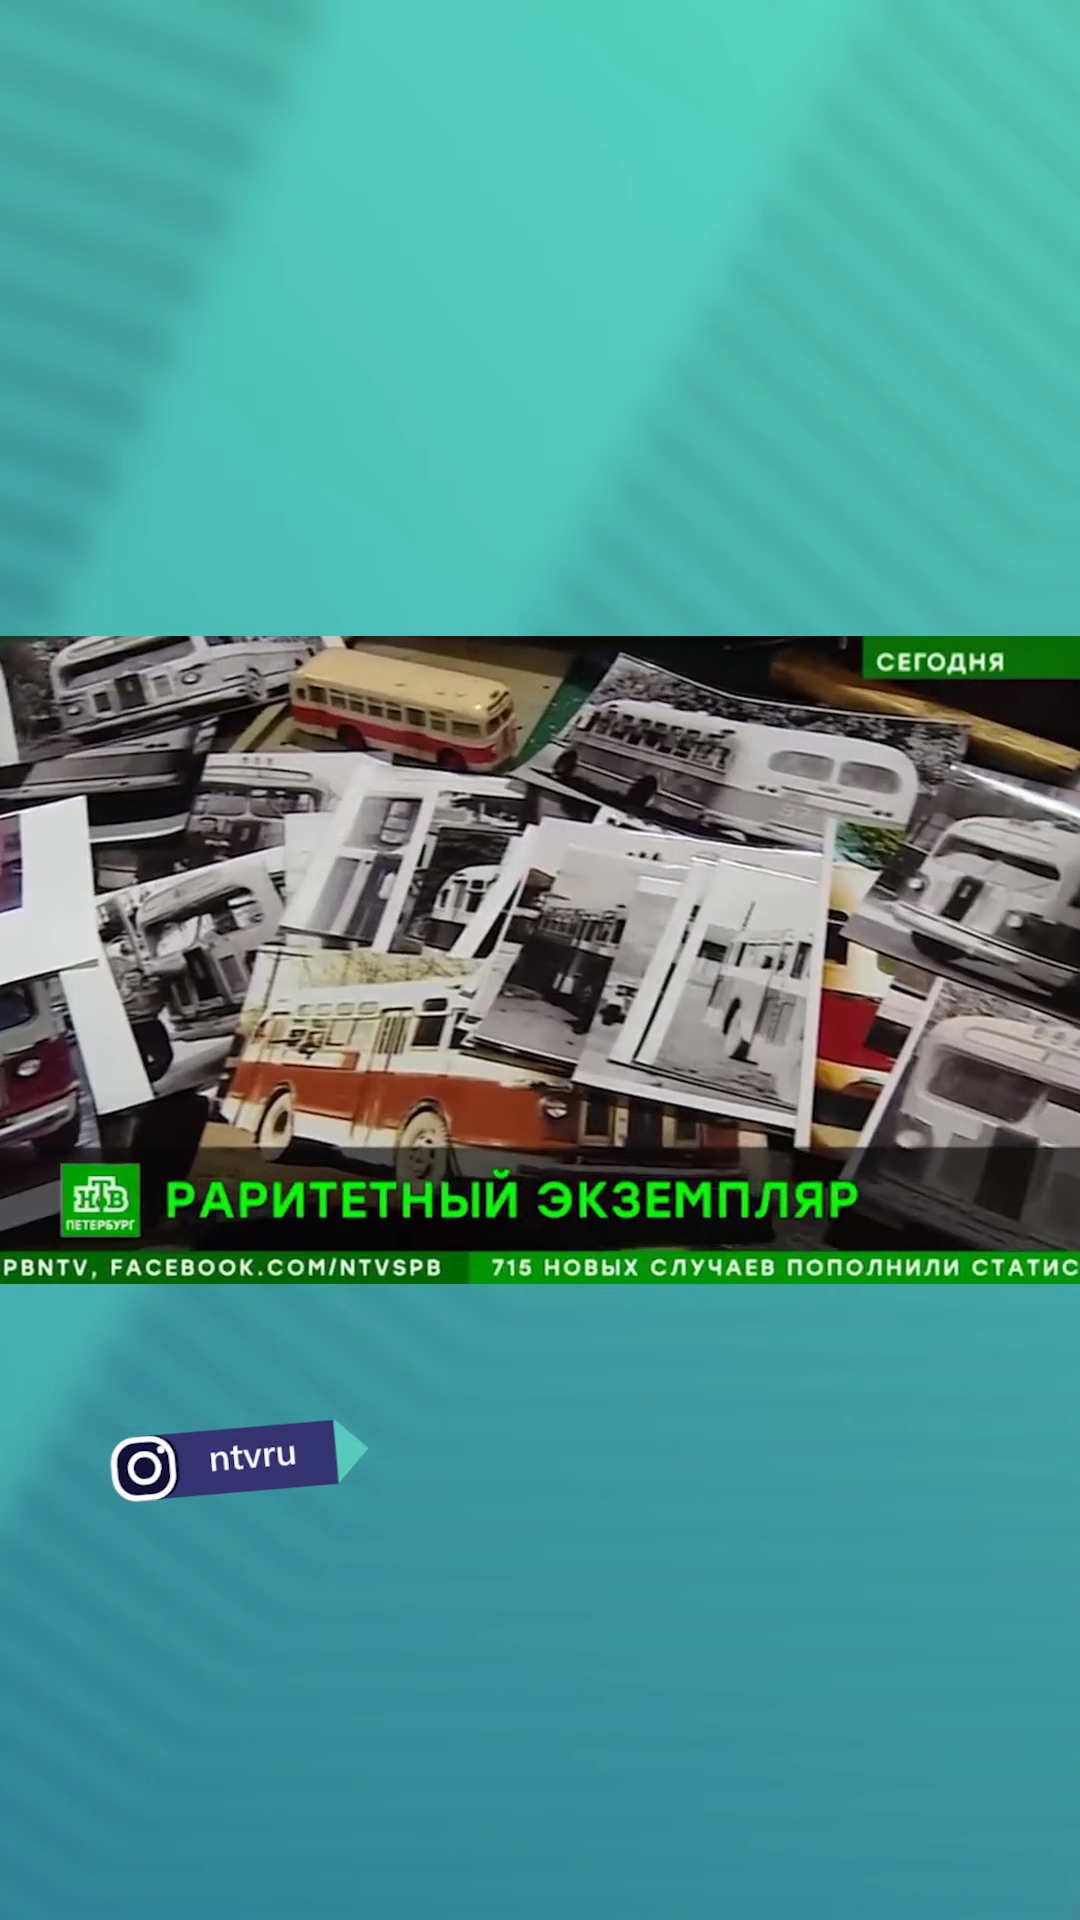 СЕГОДНЯ
НТВ
ПЕТЕРБУРГ
РАРИТЕТНЫЙ ЭКЗЕМПЛЯР
PBNTV, FACEBOOK.COM/NTVSPB 715 НОВЫХ СЛУЧАЕВ ПОПОЛНИЛИ СТАТИС
ntvru